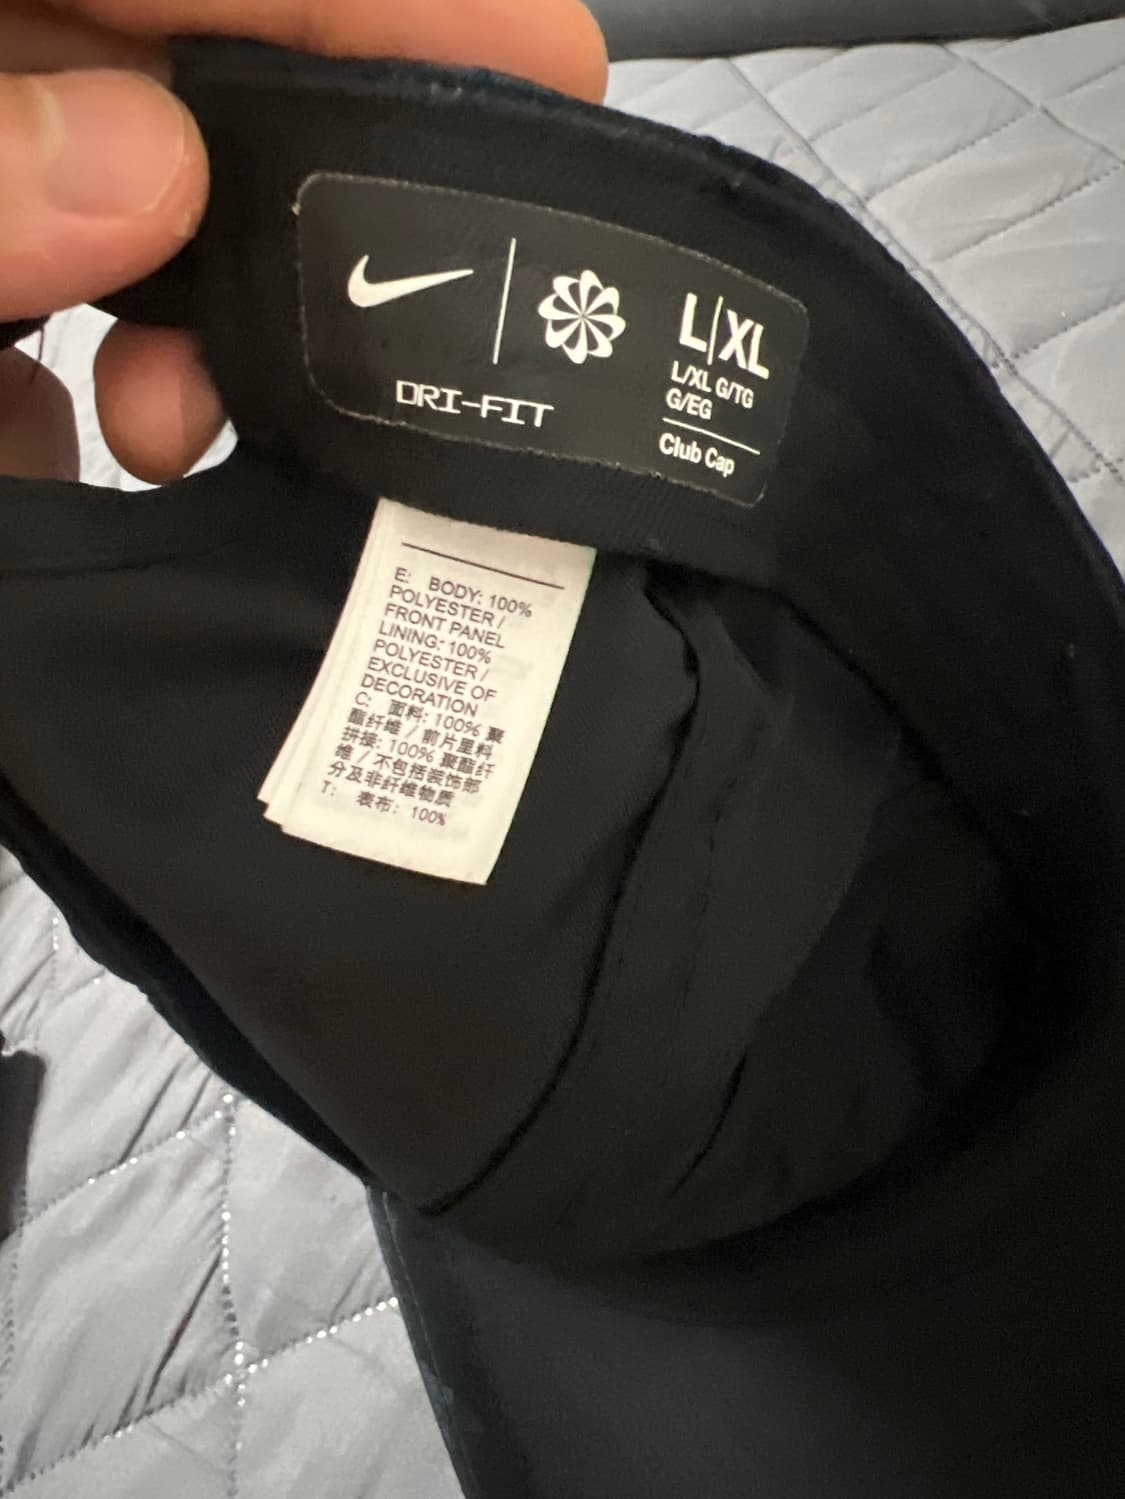 L|XL
L/XL G/TG
G/EG
Club Cap
DRI-FIT
E: BODY: 100%
POLYESTER /
FRONT PANEL
LINING: 100%
POLYESTER /
EXCLUSIVE OF
DECORATION
C: 面料: 100% 聚
酯纤维 / 前片里料
拼接: 100% 聚酯纤
维 / 不包括装饰部
分及非纤维物质
T: 表布: 100%